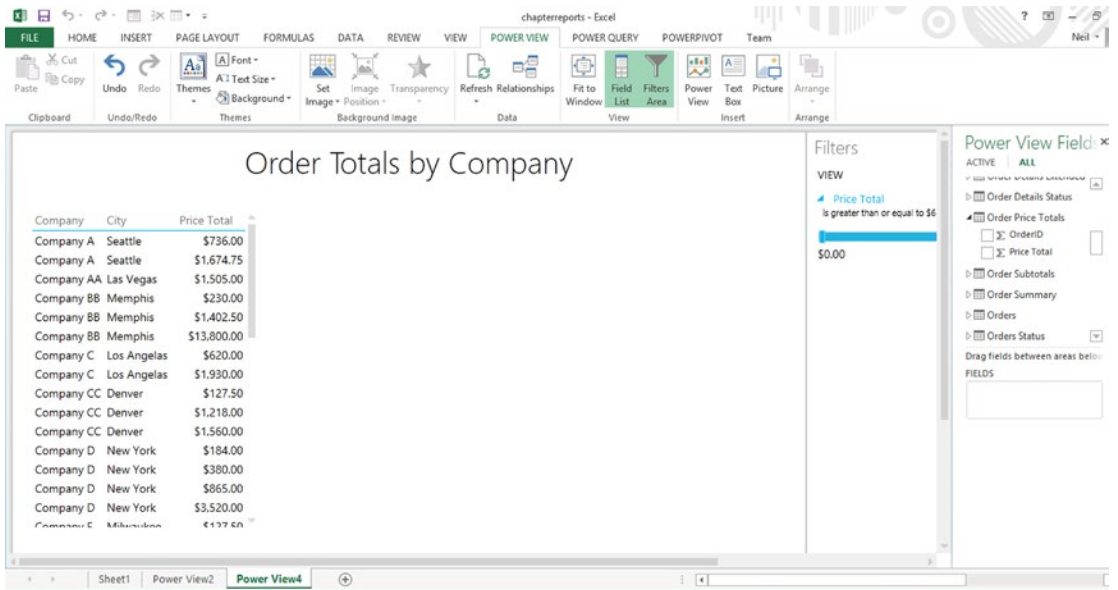 chapterreports - Excel
?
FILE HOME INSERT PAGE LAYOUT FORMULAS DATA REVIEW VIEW POWER VIEW POWER QUERY POWERPIVOT Team Neil
Paste
Cut
Copy
Clipboard
Undo Redo
Undo/Redo
Themes
Font
Text Size
Background
Themes
Set Image
Image Position
Transparency
Background Image
Refresh Relationships
Data
Fit to Window
Field List
Filters Area
View
Power View
Text Box
Picture
Insert
Arrange
Arrange
Order Totals by Company
Company City Price Total
Company A Seattle $736.00
Company A Seattle $1,674.75
Company AA Las Vegas $1,505.00
Company BB Memphis $230.00
Company BB Memphis $1,402.50
Company BB Memphis $13,800.00
Company C Los Angelas $620.00
Company C Los Angelas $1,930.00
Company CC Denver $127.50
Company CC Denver $1,218.00
Company CC Denver $1,560.00
Company D New York $184.00
Company D New York $380.00
Company D New York $865.00
Company D New York $3,520.00
Milwaukee $127.50
Filters
VIEW
Price Total
Is greater than or equal to $6
$0.00
Power View Field
ACTIVE ALL
Order Details Extended
Order Details Status
Order Price Totals
Σ OrderID
Σ Price Total
Order Subtotals
Order Summary
Orders
Orders Status
Drag fields between areas below
FIELDS
Sheet1 Power View2 Power View4